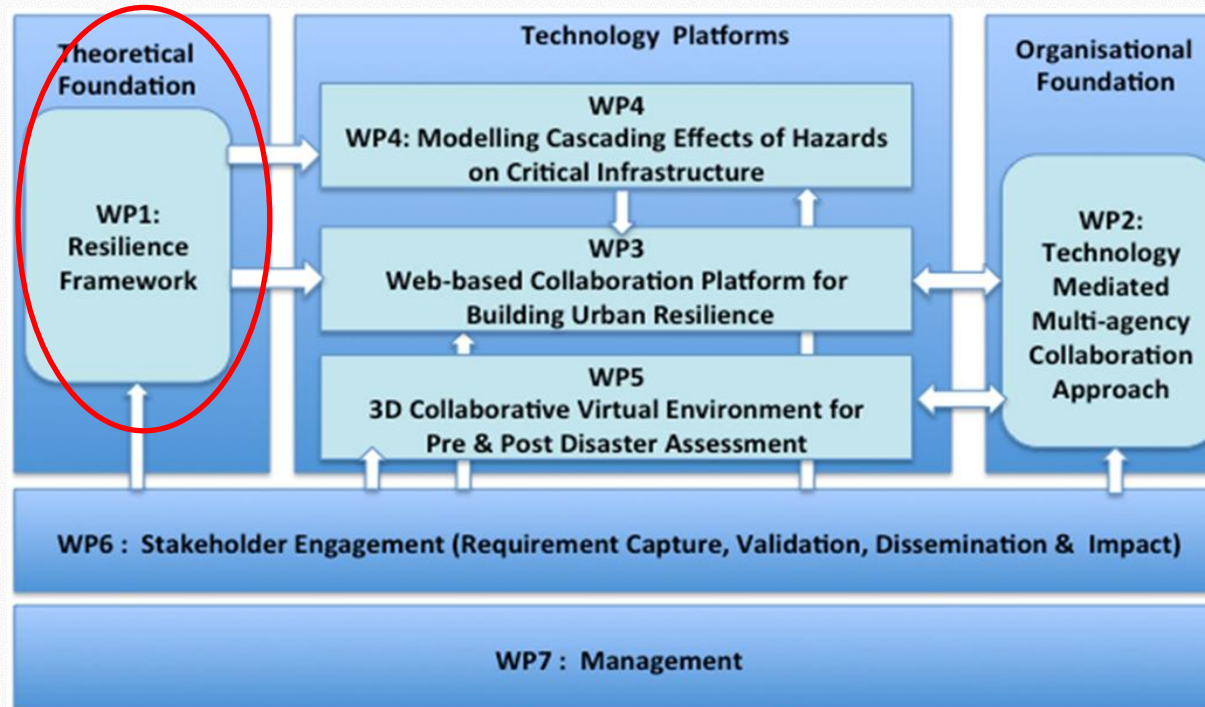 Theoretical
Foundation
WP1:
Resilience
Framework
Technology Platforms
WP4
WP4: Modelling Cascading Effects of Hazards
on Critical Infrastructure
WP3
Web-based Collaboration Platform for
Building Urban Resilience
WP5
3D Collaborative Virtual Environment for
Pre & Post Disaster Assessment
Organisational
Foundation
WP2:
Technology
Mediated
Multi-agency
Collaboration
Approach
WP6 : Stakeholder Engagement (Requirement Capture, Validation, Dissemination & Impact)
WP7 : Management